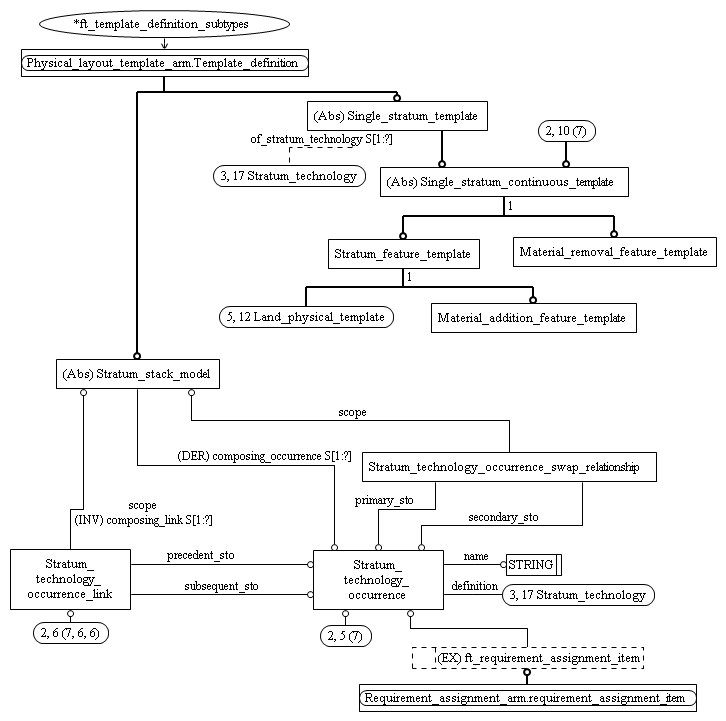 *ft_template_definition_subtypes
Physical_layout_template_arm.Template_definition
(Abs) Single_stratum_template
2, 10 (7)
of_stratum_technology S[1:?]
3, 17 Stratum_technology
(Abs) Single_stratum_continuous_template
1
Stratum_feature_template
Material_removal_feature_template
1
5, 12 Land_physical_template
Material_addition_feature_template
(Abs) Stratum_stack_model
scope
(DER) composing_occurrence S[1:?]
Stratum_technology_occurrence_swap_relationship
primary_sto
scope
(INV) composing_link S[1:?]
secondary_sto
Stratum_
technology_
occurrence_link
precedent_sto
subsequent_sto
Stratum_
technology_
occurrence
name
STRING
definition
3, 17 Stratum_technology
2, 6 (7, 6, 6)
2, 5 (7)
(EX) ft_requirement_assignment_item
Requirement_assignment_arm.requirement_assignment_item